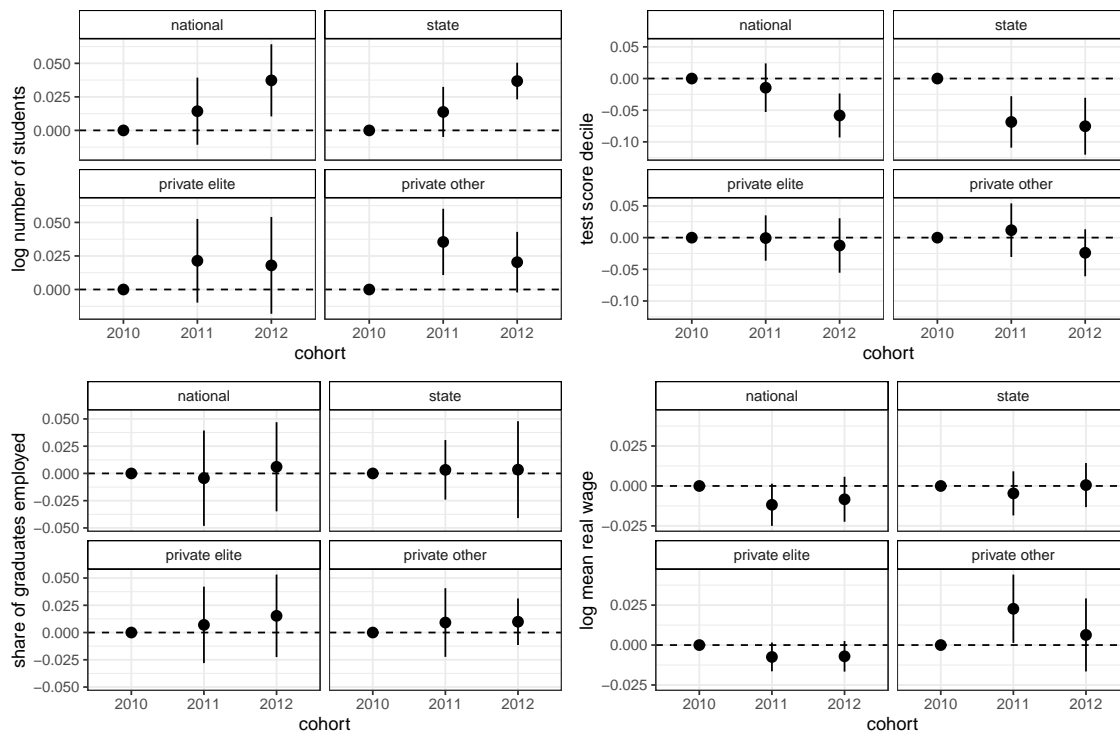 national state
log number of students
0.050
0.025
0.000
private elite private other
0.050
0.025
0.000
2010 2011 2012 2010 2011 2012
cohort
national state
test score decile
0.05
0.00
−0.05
−0.10
private elite private other
0.05
0.00
−0.05
−0.10
2010 2011 2012 2010 2011 2012
cohort
national state
share of graduates employed
0.050
0.025
0.000
−0.025
−0.050
private elite private other
0.050
0.025
0.000
−0.025
−0.050
2010 2011 2012 2010 2011 2012
cohort
national state
log mean real wage
0.025
0.000
−0.025
private elite private other
0.025
0.000
−0.025
2010 2011 2012 2010 2011 2012
cohort